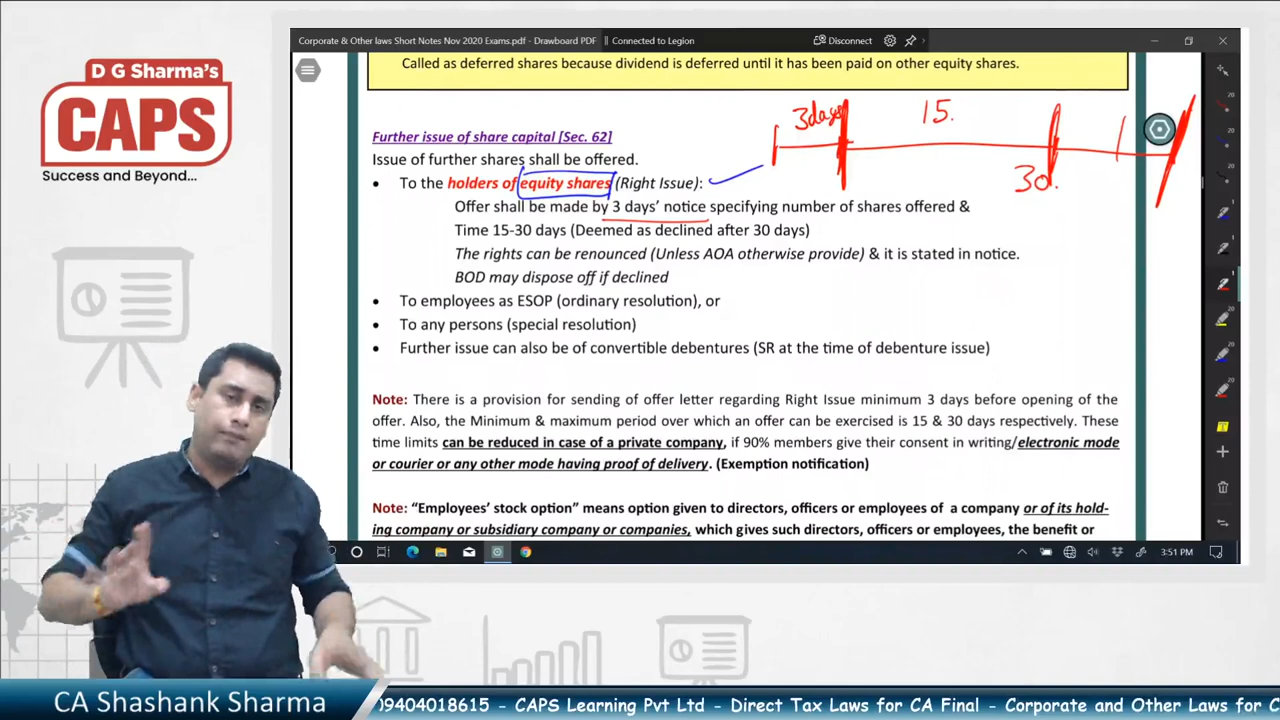 D G Sharma's
CAPS
Success and Beyond...
Corporate & Other laws Short Notes Nov 2020 Exams.pdf - Drawboard PDF
Connected to Legion
Disconnect
Called as deferred shares because dividend is deferred until it has been paid on other equity shares.
3days
15.
30.
Further issue of share capital [Sec. 62]
Issue of further shares shall be offered.
• To the holders of equity shares (Right Issue):
Offer shall be made by 3 days' notice specifying number of shares offered &
Time 15-30 days (Deemed as declined after 30 days)
The rights can be renounced (Unless AOA otherwise provide) & it is stated in notice.
BOD may dispose off if declined
• To employees as ESOP (ordinary resolution), or
• To any persons (special resolution)
• Further issue can also be of convertible debentures (SR at the time of debenture issue)
Note: There is a provision for sending of offer letter regarding Right Issue minimum 3 days before opening of the
offer. Also, the Minimum & maximum period over which an offer can be exercised is 15 & 30 days respectively. These
time limits can be reduced in case of a private company, if 90% members give their consent in writing/electronic mode
or courier or any other mode having proof of delivery. (Exemption notification)
Note: “Employees’ stock option” means option given to directors, officers or employees of a company or of its hold-
ing company or subsidiary company or companies, which gives such directors, officers or employees, the benefit or
3:51 PM
CA Shashank Sharma
09404018615 - CAPS Learning Pvt Ltd - Direct Tax Laws for CA Final - Corporate and Other Laws for C